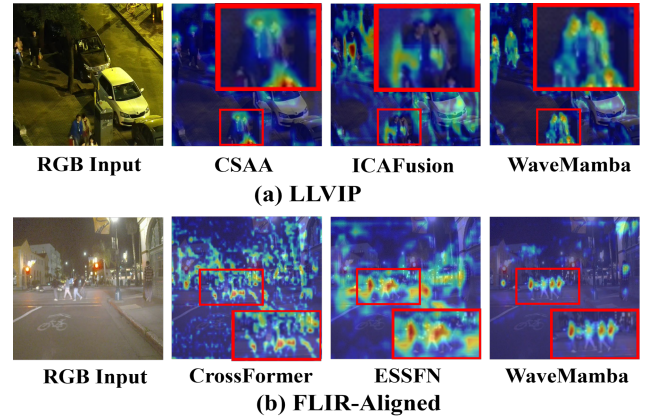 RGB Input CSAA ICAFusion WaveMamba
(a) LLVIP
RGB Input CrossFormer ESSFN WaveMamba
(b) FLIR-Aligned